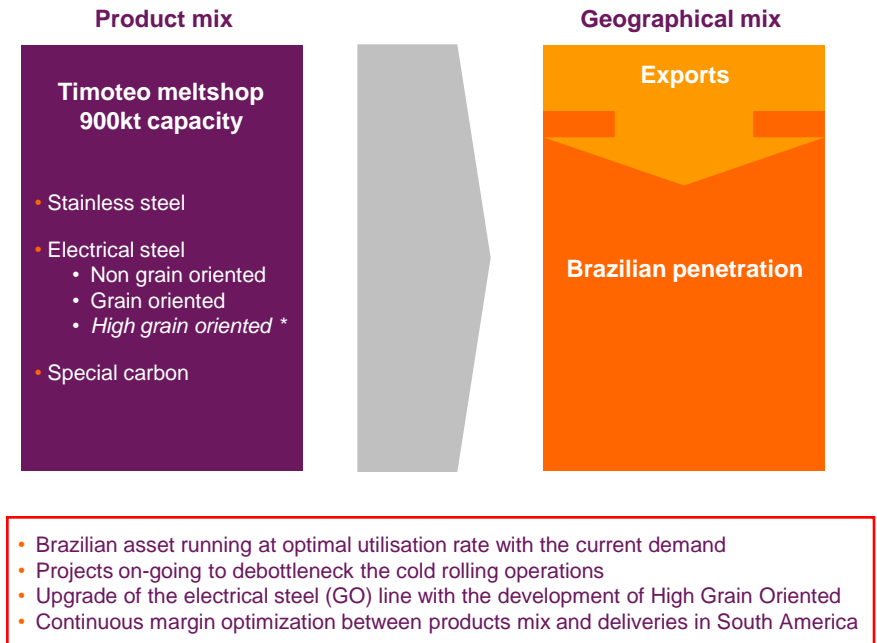 Product mix
Timoteo meltshop
900kt capacity
• Stainless steel
• Electrical steel
• Non grain oriented
• Grain oriented
• High grain oriented *
• Special carbon
Geographical mix
Exports
Brazilian penetration
• Brazilian asset running at optimal utilisation rate with the current demand
• Projects on-going to debottleneck the cold rolling operations
• Upgrade of the electrical steel (GO) line with the development of High Grain Oriented
• Continuous margin optimization between products mix and deliveries in South America